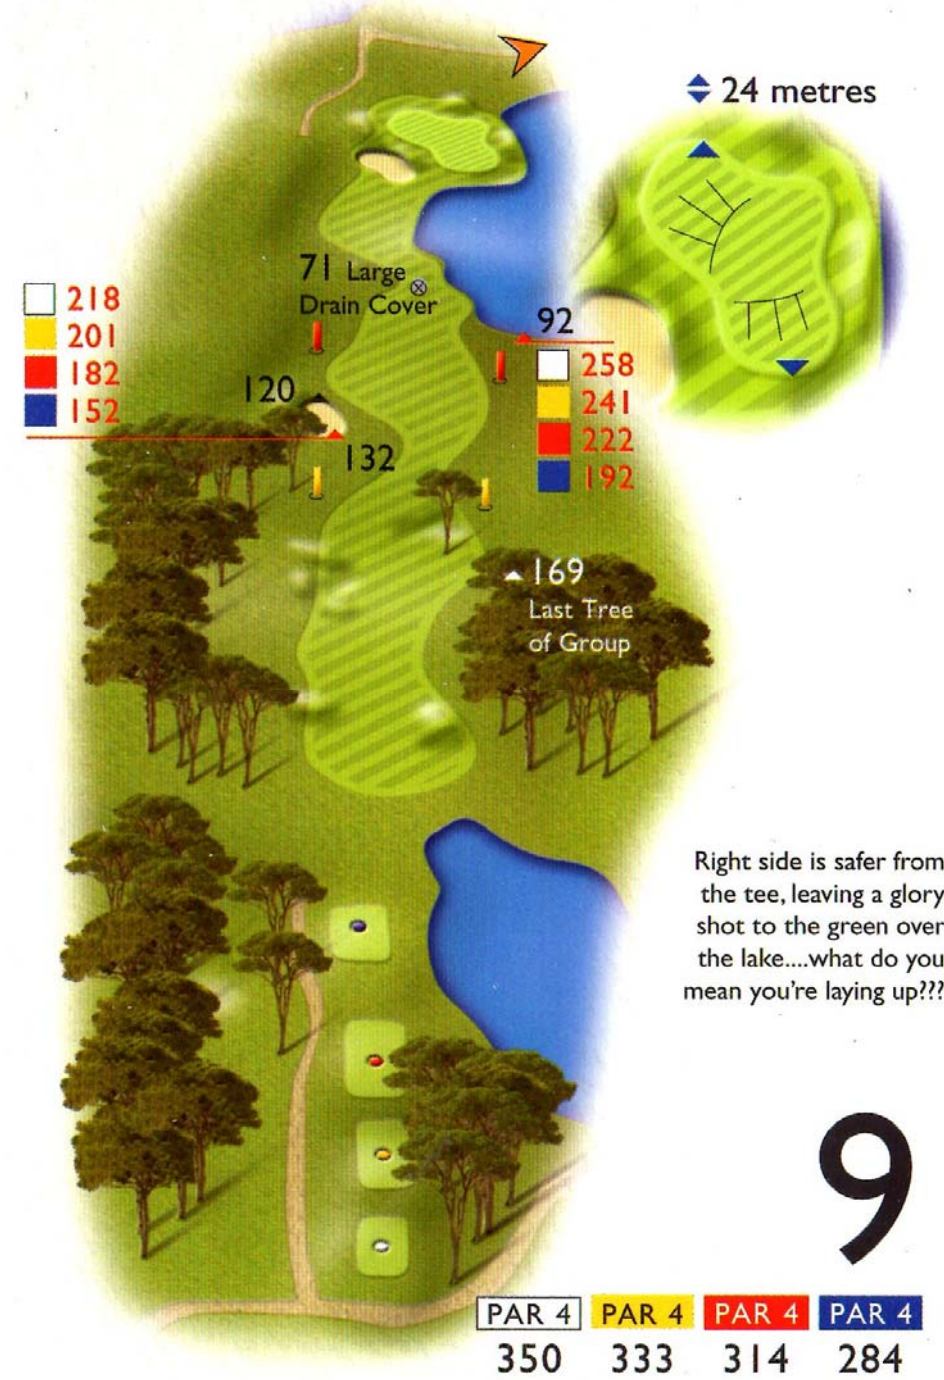 24 metres
71 Large
Drain Cover
218
201
182
152
92
258
241
222
192
120
132
169
Last Tree
of Group
Right side is safer from
the tee, leaving a glory
shot to the green over
the lake....what do you
mean you're laying up???
9
PAR 4 PAR 4 PAR 4 PAR 4
350 333 314 284